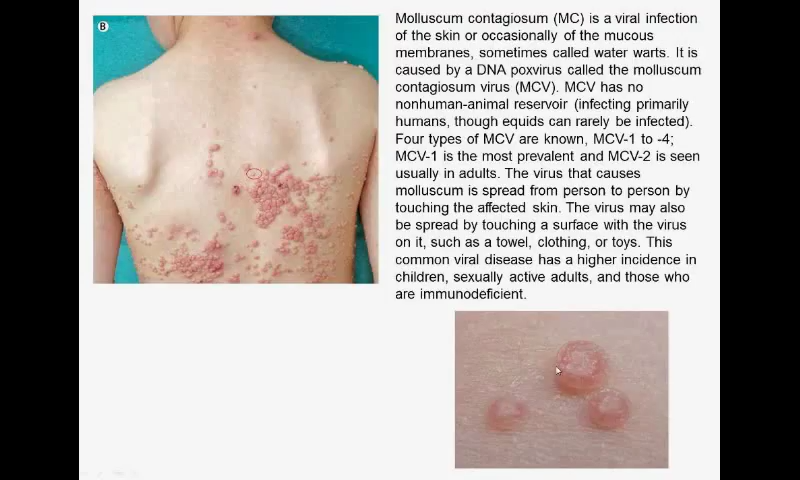 B
Molluscum contagiosum (MC) is a viral infection
of the skin or occasionally of the mucous
membranes, sometimes called water warts. It is
caused by a DNA poxvirus called the molluscum
contagiosum virus (MCV). MCV has no
nonhuman-animal reservoir (infecting primarily
humans, though equids can rarely be infected).
Four types of MCV are known, MCV-1 to -4;
MCV-1 is the most prevalent and MCV-2 is seen
usually in adults. The virus that causes
molluscum is spread from person to person by
touching the affected skin. The virus may also
be spread by touching a surface with the virus
on it, such as a towel, clothing, or toys. This
common viral disease has a higher incidence in
children, sexually active adults, and those who
are immunodeficient.